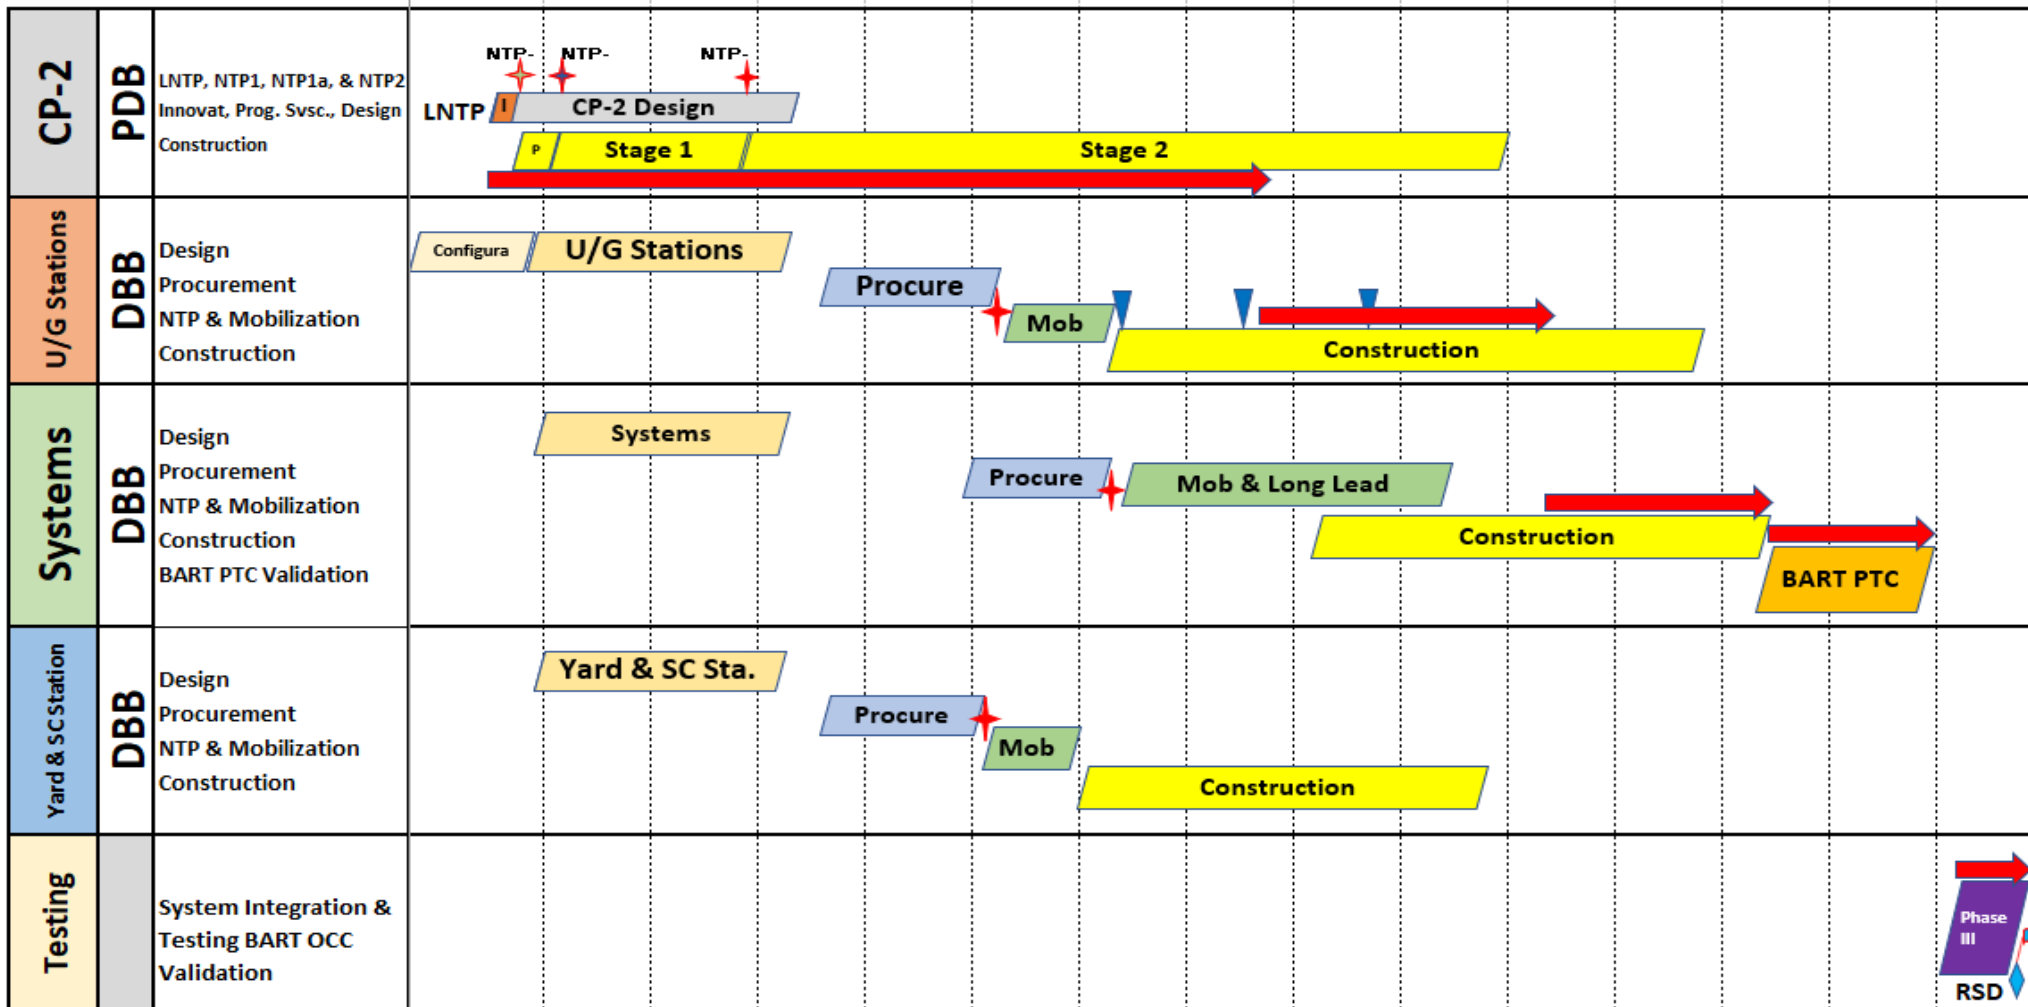 CP-2
PDB
LNTP, NTP1, NTP1a, & NTP2
Innovat, Prog. Svsc., Design
Construction
NTP-
NTP-
NTP-
LNTP
I
CP-2 Design
P
Stage 1
Stage 2
U/G Stations
DBB
Design
Procurement
NTP & Mobilization
Construction
Configura
U/G Stations
Procure
Mob
Construction
Systems
DBB
Design
Procurement
NTP & Mobilization
Construction
BART PTC Validation
Systems
Procure
Mob & Long Lead
Construction
BART PTC
Yard & SC Station
DBB
Design
Procurement
NTP & Mobilization
Construction
Yard & SC Sta.
Procure
Mob
Construction
Testing
System Integration &
Testing BART OCC
Validation
Phase
III
RSD